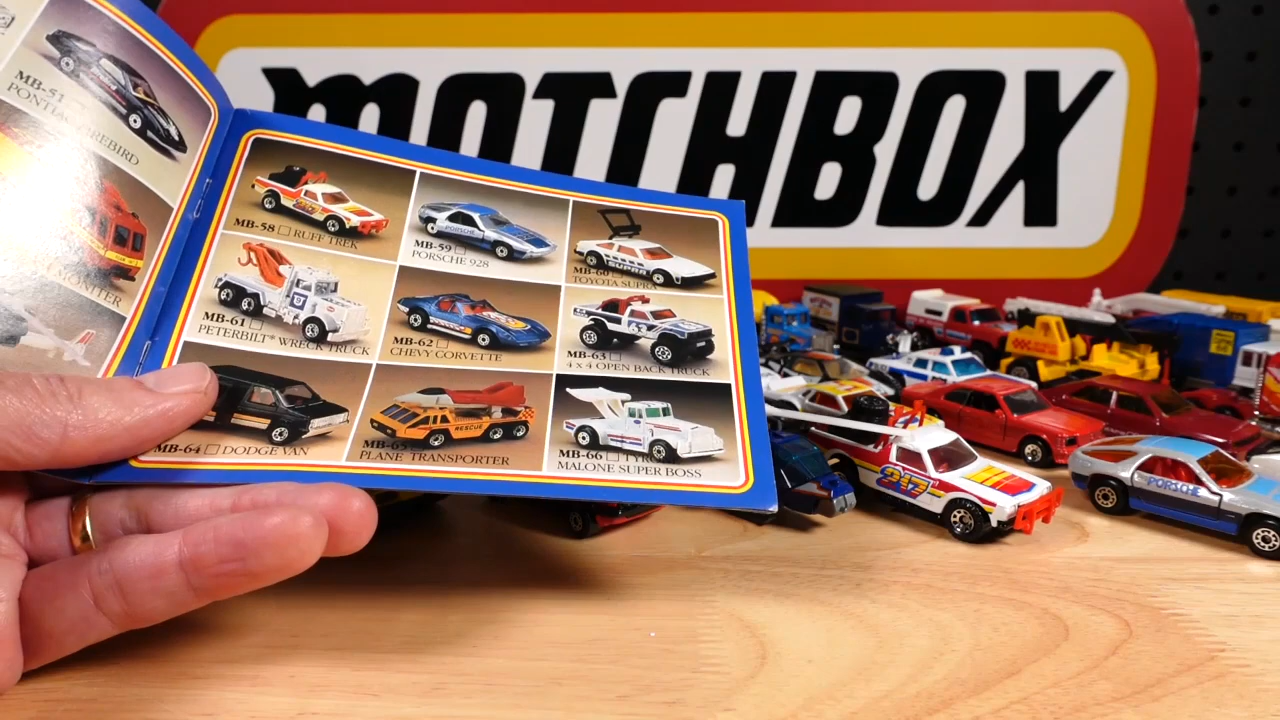 MATCHBOX
MB-51
PONTIAC FIREBIRD
MB-58 RUFF TREK
MB-59
PORSCHE 928
PORSCHE
MB-60
TOYOTA SUPRA
SUPRA
MB-61
PETERBILT® WRECK TRUCK
MB-62
CHEVY CORVETTE
MB-63
4 x 4 OPEN BACK TRUCK
63
MB-64 DODGE VAN
MB-65
PLANE TRANSPORTER
RESCUE
MB-66 TYRONE
MALONE SUPER BOSS
217
PORSCHE